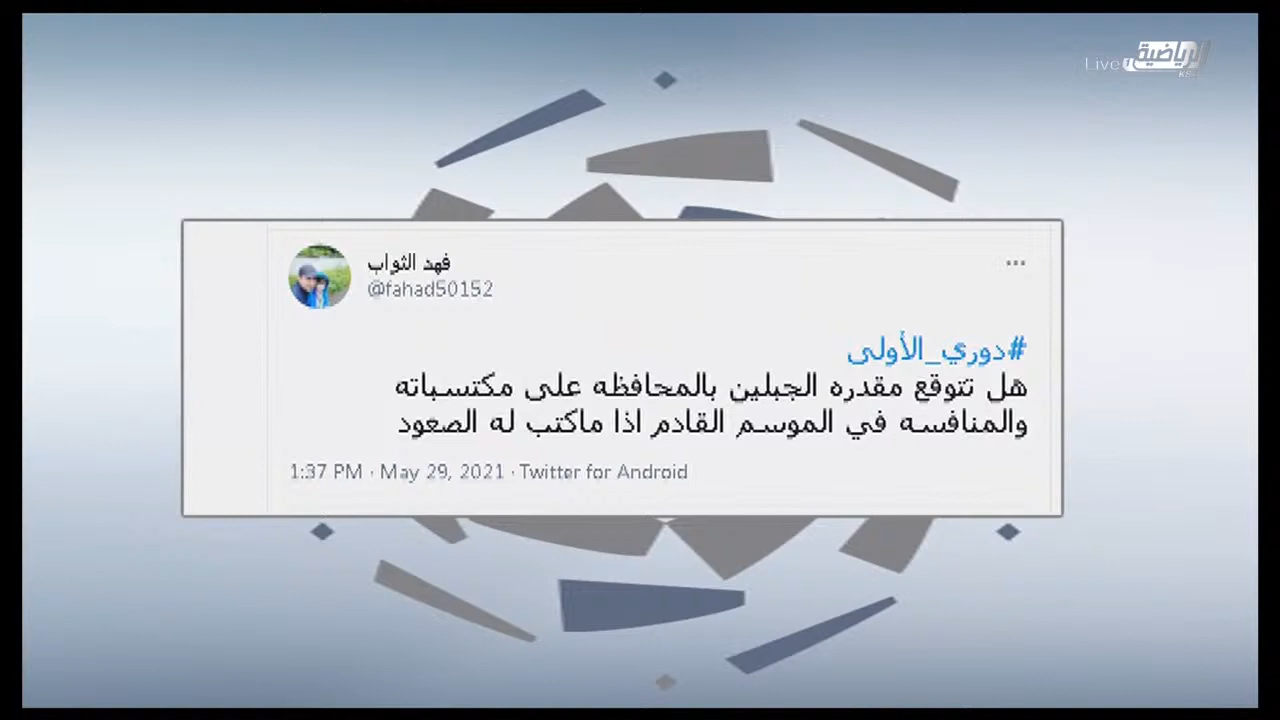 Live
الرياضية
KSA
فهد الثواب
@fahad50152
#دوري_الأولى
هل تتوقع مقدره الجبلين بالمحافظه على مكتسباته
والمنافسه في الموسم القادم اذا ماكتب له الصعود
1:37 PM · May 29, 2021 · Twitter for Android